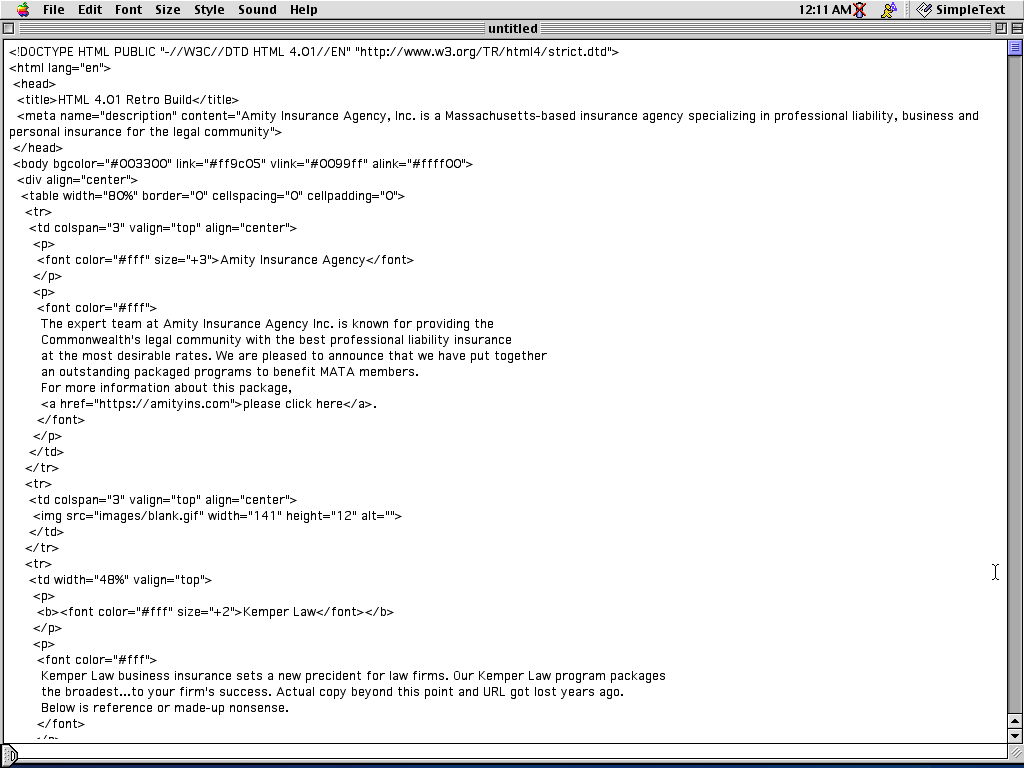 File Edit Font Size Style Sound Help 12:11 AM SimpleText
untitled
<!DOCTYPE HTML PUBLIC "-//W3C//DTD HTML 4.01//EN" "http://www.w3.org/TR/html4/strict.dtd">
<html lang="en">
<head>
<title>HTML 4.01 Retro Build</title>
<meta name="description" content="Amity Insurance Agency, Inc. is a Massachusetts-based insurance agency specializing in professional liability, business and
personal insurance for the legal community">
</head>
<body bgcolor="#003300" link="#ff9c05" vlink="#0099ff" alink="#ffff00">
<div align="center">
<table width="80%" border="0" cellspacing="0" cellpadding="0">
<tr>
<td colspan="3" valign="top" align="center">
<p>
<font color="#fff" size="+3">Amity Insurance Agency</font>
</p>
<p>
<font color="#fff">
The expert team at Amity Insurance Agency Inc. is known for providing the
Commonwealth's legal community with the best professional liability insurance
at the most desirable rates. We are pleased to announce that we have put together
an outstanding packaged programs to benefit MATA members.
For more information about this package,
<a href="https://amityins.com">please click here</a>.
</font>
</p>
</td>
</tr>
<tr>
<td colspan="3" valign="top" align="center">
<img src="images/blank.gif" width="141" height="12" alt="">
</td>
</tr>
<tr>
<td width="48%" valign="top">
<p>
<b><font color="#fff" size="+2">Kemper Law</font></b>
</p>
<p>
<font color="#fff">
Kemper Law business insurance sets a new precident for law firms. Our Kemper Law program packages
the broadest...to your firm's success. Actual copy beyond this point and URL got lost years ago.
Below is reference or made-up nonsense.
</font>